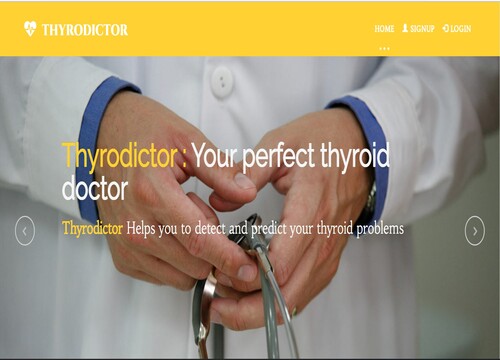 THYRODICTOR
HOME SIGNUP LOGIN
Thyrodictor : Your perfect thyroid
doctor
Thyrodictor Helps you to detect and predict your thyroid problems